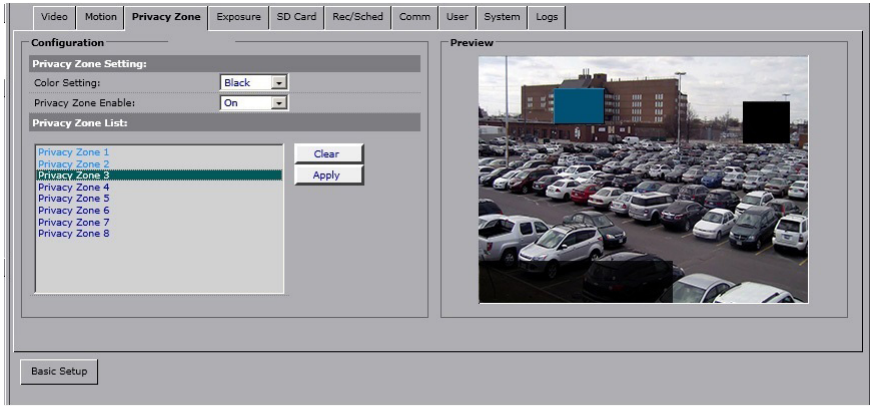 Video Motion Privacy Zone Exposure SD Card Rec/Sched Comm User System Logs
Configuration
Privacy Zone Setting:
Color Setting: Black
Privacy Zone Enable: On
Privacy Zone List:
Privacy Zone 1
Privacy Zone 2
Privacy Zone 3
Privacy Zone 4
Privacy Zone 5
Privacy Zone 6
Privacy Zone 7
Privacy Zone 8
Clear
Apply
Preview
Basic Setup